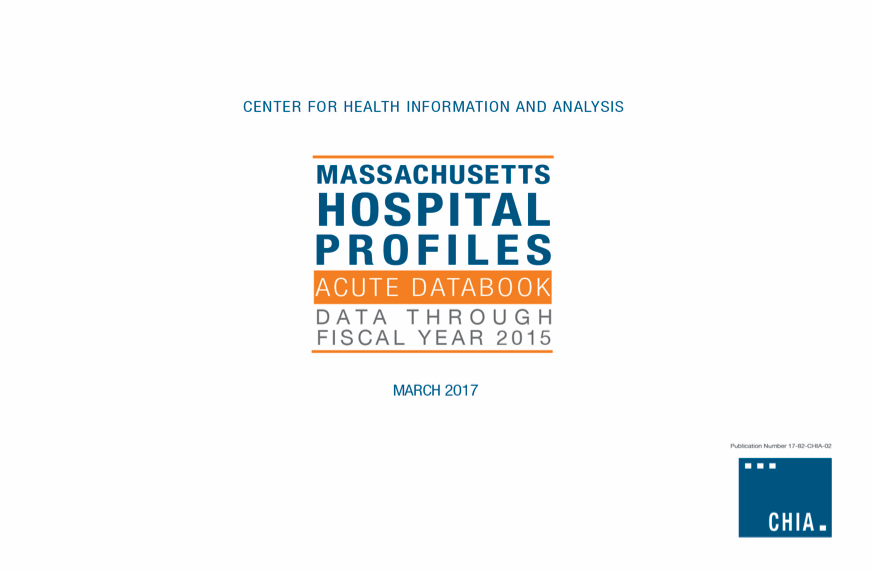 CENTER FOR HEALTH INFORMATION AND ANALYSIS
MASSACHUSETTS
HOSPITAL
PROFILES
ACUTE DATABOOK
DATA THROUGH
FISCAL YEAR 2015
MARCH 2017
Publication Number 17-82-CHIA-02
CHIA